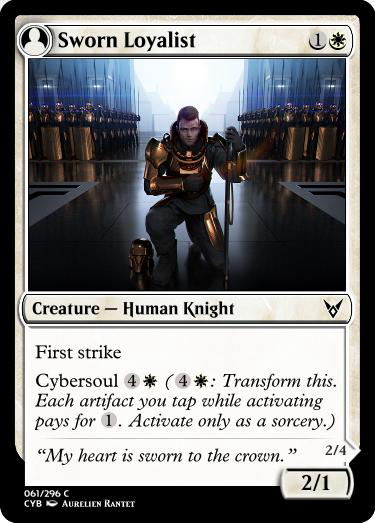 Sworn Loyalist 1
Creature — Human Knight
First strike
Cybersoul 4 ( 4 : Transform this.
Each artifact you tap while activating
pays for 1 . Activate only as a sorcery.)
“My heart is sworn to the crown.” 2/4
2/1
061/296 C
CYB Aurelien Rantet